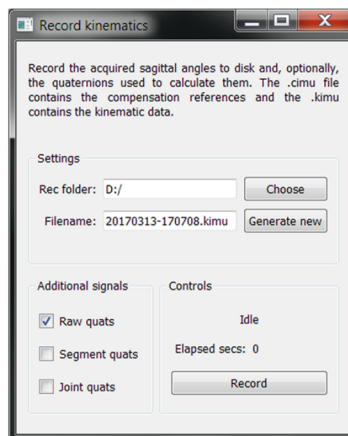 Record kinematics
Record the acquired sagittal angles to disk and, optionally,
the quaternions used to calculate them. The .cimu file
contains the compensation references and the .kimu
contains the kinematic data.
Settings
Rec folder: D:/ Choose
Filename: 20170313-170708.kimu Generate new
Additional signals
Raw quats
Segment quats
Joint quats
Controls
Idle
Elapsed secs: 0
Record